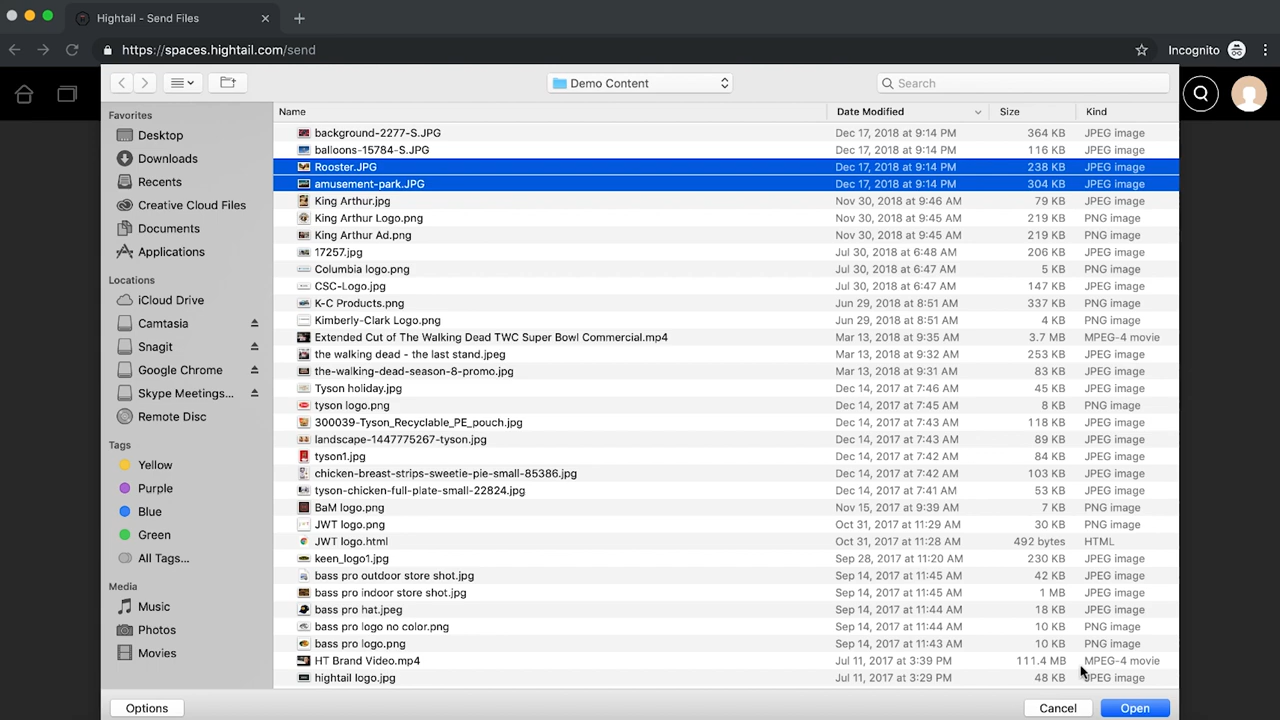 Hightail - Send Files
https://spaces.hightail.com/send
Incognito
Demo Content
Search
Favorites
Desktop
Downloads
Recents
Creative Cloud Files
Documents
Applications
Locations
iCloud Drive
Camtasia
Snagit
Google Chrome
Skype Meetings...
Remote Disc
Tags
Yellow
Purple
Blue
Green
All Tags...
Media
Music
Photos
Movies
Name Date Modified Size Kind
background-2277-S.JPG Dec 17, 2018 at 9:14 PM 364 KB JPEG image
balloons-15784-S.JPG Dec 17, 2018 at 9:14 PM 116 KB JPEG image
Rooster.JPG Dec 17, 2018 at 9:14 PM 238 KB JPEG image
amusement-park.JPG Dec 17, 2018 at 9:14 PM 304 KB JPEG image
King Arthur.jpg Nov 30, 2018 at 9:46 AM 79 KB JPEG image
King Arthur Logo.png Nov 30, 2018 at 9:45 AM 219 KB PNG image
King Arthur Ad.png Nov 30, 2018 at 9:45 AM 219 KB PNG image
17257.jpg Jul 30, 2018 at 6:48 AM 206 KB JPEG image
Columbia logo.png Jul 30, 2018 at 6:47 AM 5 KB PNG image
CSC-Logo.jpg Jul 30, 2018 at 6:47 AM 147 KB JPEG image
K-C Products.png Jun 29, 2018 at 8:51 AM 337 KB PNG image
Kimberly-Clark Logo.png Jun 29, 2018 at 8:51 AM 4 KB PNG image
Extended Cut of The Walking Dead TWC Super Bowl Commercial.mp4 Mar 13, 2018 at 9:35 AM 3.7 MB MPEG-4 movie
the walking dead - the last stand.jpeg Mar 13, 2018 at 9:32 AM 253 KB JPEG image
the-walking-dead-season-8-promo.jpg Mar 13, 2018 at 9:31 AM 83 KB JPEG image
Tyson holiday.jpg Dec 14, 2017 at 7:46 AM 45 KB JPEG image
tyson logo.png Dec 14, 2017 at 7:45 AM 8 KB PNG image
300039-Tyson_Recyclable_PE_pouch.jpg Dec 14, 2017 at 7:43 AM 118 KB JPEG image
landscape-1447775267-tyson.jpg Dec 14, 2017 at 7:43 AM 89 KB JPEG image
tyson1.jpg Dec 14, 2017 at 7:42 AM 84 KB JPEG image
chicken-breast-strips-sweetie-pie-small-85386.jpg Dec 14, 2017 at 7:42 AM 103 KB JPEG image
tyson-chicken-full-plate-small-22824.jpg Dec 14, 2017 at 7:41 AM 53 KB JPEG image
BaM logo.png Nov 15, 2017 at 9:39 AM 7 KB PNG image
JWT logo.png Oct 31, 2017 at 11:29 AM 30 KB PNG image
JWT logo.html Oct 31, 2017 at 11:28 AM 492 bytes HTML
keen_logo1.jpg Sep 28, 2017 at 11:20 AM 230 KB JPEG image
bass pro outdoor store shot.jpg Sep 14, 2017 at 11:45 AM 42 KB JPEG image
bass pro indoor store shot.jpg Sep 14, 2017 at 11:45 AM 1 MB JPEG image
bass pro hat.jpeg Sep 14, 2017 at 11:44 AM 18 KB JPEG image
bass pro logo no color.png Sep 14, 2017 at 11:44 AM 10 KB PNG image
bass pro logo.png Sep 14, 2017 at 11:43 AM 10 KB PNG image
HT Brand Video.mp4 Jul 11, 2017 at 3:39 PM 111.4 MB MPEG-4 movie
hightail logo.jpg Jul 11, 2017 at 3:29 PM 48 KB JPEG image
Options Cancel Open